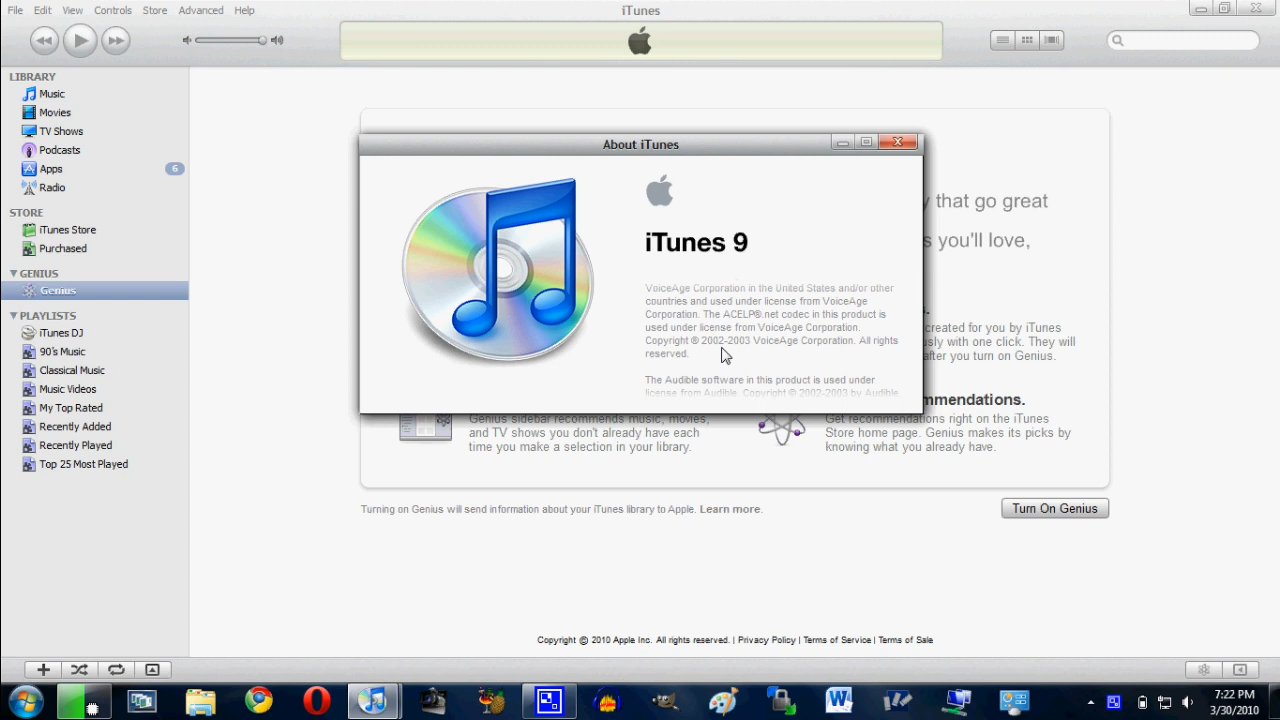 File Edit View Controls Store Advanced Help
iTunes
LIBRARY
Music
Movies
TV Shows
Podcasts
Apps 6
Radio
STORE
iTunes Store
Purchased
GENIUS
Genius
PLAYLISTS
iTunes DJ
90's Music
Classical Music
Music Videos
My Top Rated
Recently Added
Recently Played
Top 25 Most Played
About iTunes
iTunes 9
VoiceAge Corporation in the United States and/or other
countries and used under license from VoiceAge
Corporation. The ACELP®.net codec in this product is
used under license from VoiceAge Corporation.
Copyright ® 2002-2003 VoiceAge Corporation. All rights
reserved.
The Audible software in this product is used under
license from Audible. Copyright © 2002-2003 by Audible,
that go great
you'll love,
created for you by iTunes
with one click. They will
after you turn on Genius.
Genius sidebar recommends music, movies,
and TV shows you don't already have each
time you make a selection in your library.
mmendations.
Get recommendations right on the iTunes
Store home page. Genius makes its picks by
knowing what you already have.
Turning on Genius will send information about your iTunes library to Apple. Learn more.
Turn On Genius
Copyright © 2010 Apple Inc. All rights reserved. | Privacy Policy | Terms of Service | Terms of Sale
7:22 PM
3/30/2010